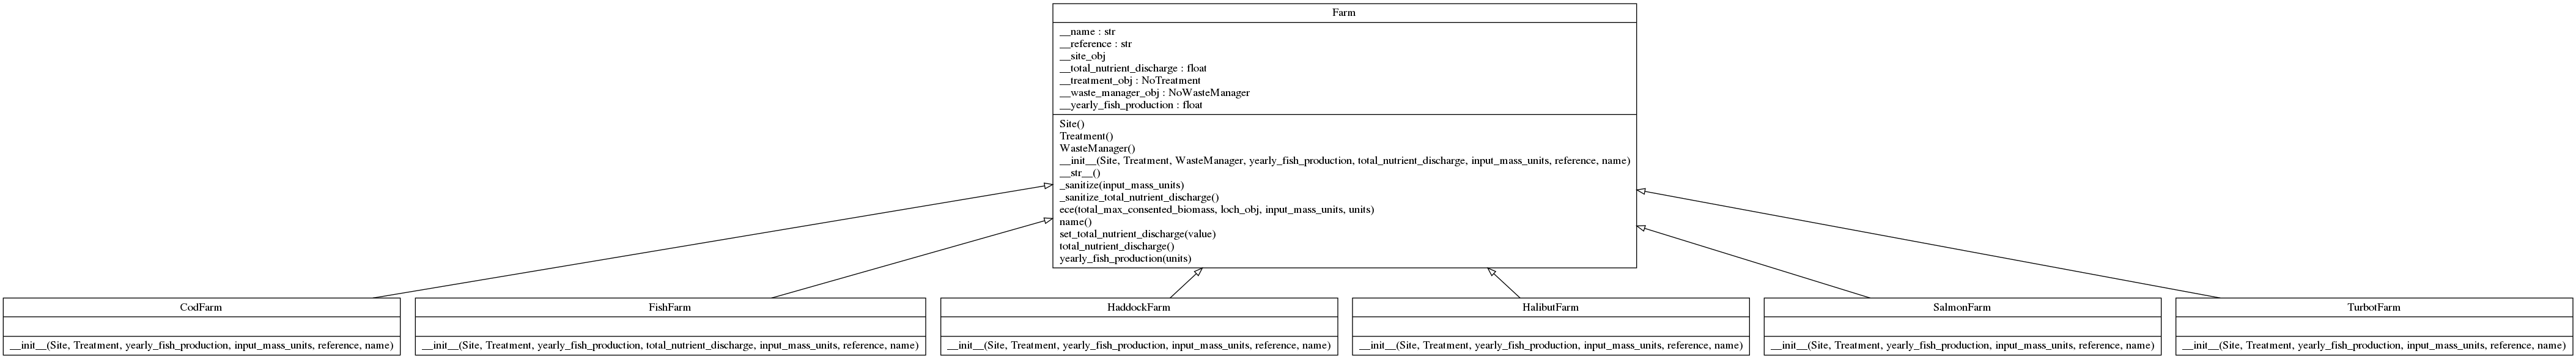 Farm
__name : str
__reference : str
__site_obj
__total_nutrient_discharge : float
__treatment_obj : NoTreatment
__waste_manager_obj : NoWasteManager
__yearly_fish_production : float
Site()
Treatment()
WasteManager()
__init__(Site, Treatment, WasteManager, yearly_fish_production, total_nutrient_discharge, input_mass_units, reference, name)
__str__()
_sanitize(input_mass_units)
_sanitize_total_nutrient_discharge()
ece(total_max_consented_biomass, loch_obj, input_mass_units, units)
name()
set_total_nutrient_discharge(value)
total_nutrient_discharge()
yearly_fish_production(units)
CodFarm
__init__(Site, Treatment, yearly_fish_production, input_mass_units, reference, name)
FishFarm
__init__(Site, Treatment, yearly_fish_production, total_nutrient_discharge, input_mass_units, reference, name)
HaddockFarm
__init__(Site, Treatment, yearly_fish_production, input_mass_units, reference, name)
HalibutFarm
__init__(Site, Treatment, yearly_fish_production, input_mass_units, reference, name)
SalmonFarm
__init__(Site, Treatment, yearly_fish_production, input_mass_units, reference, name)
TurbotFarm
__init__(Site, Treatment, yearly_fish_production, input_mass_units, reference, name)